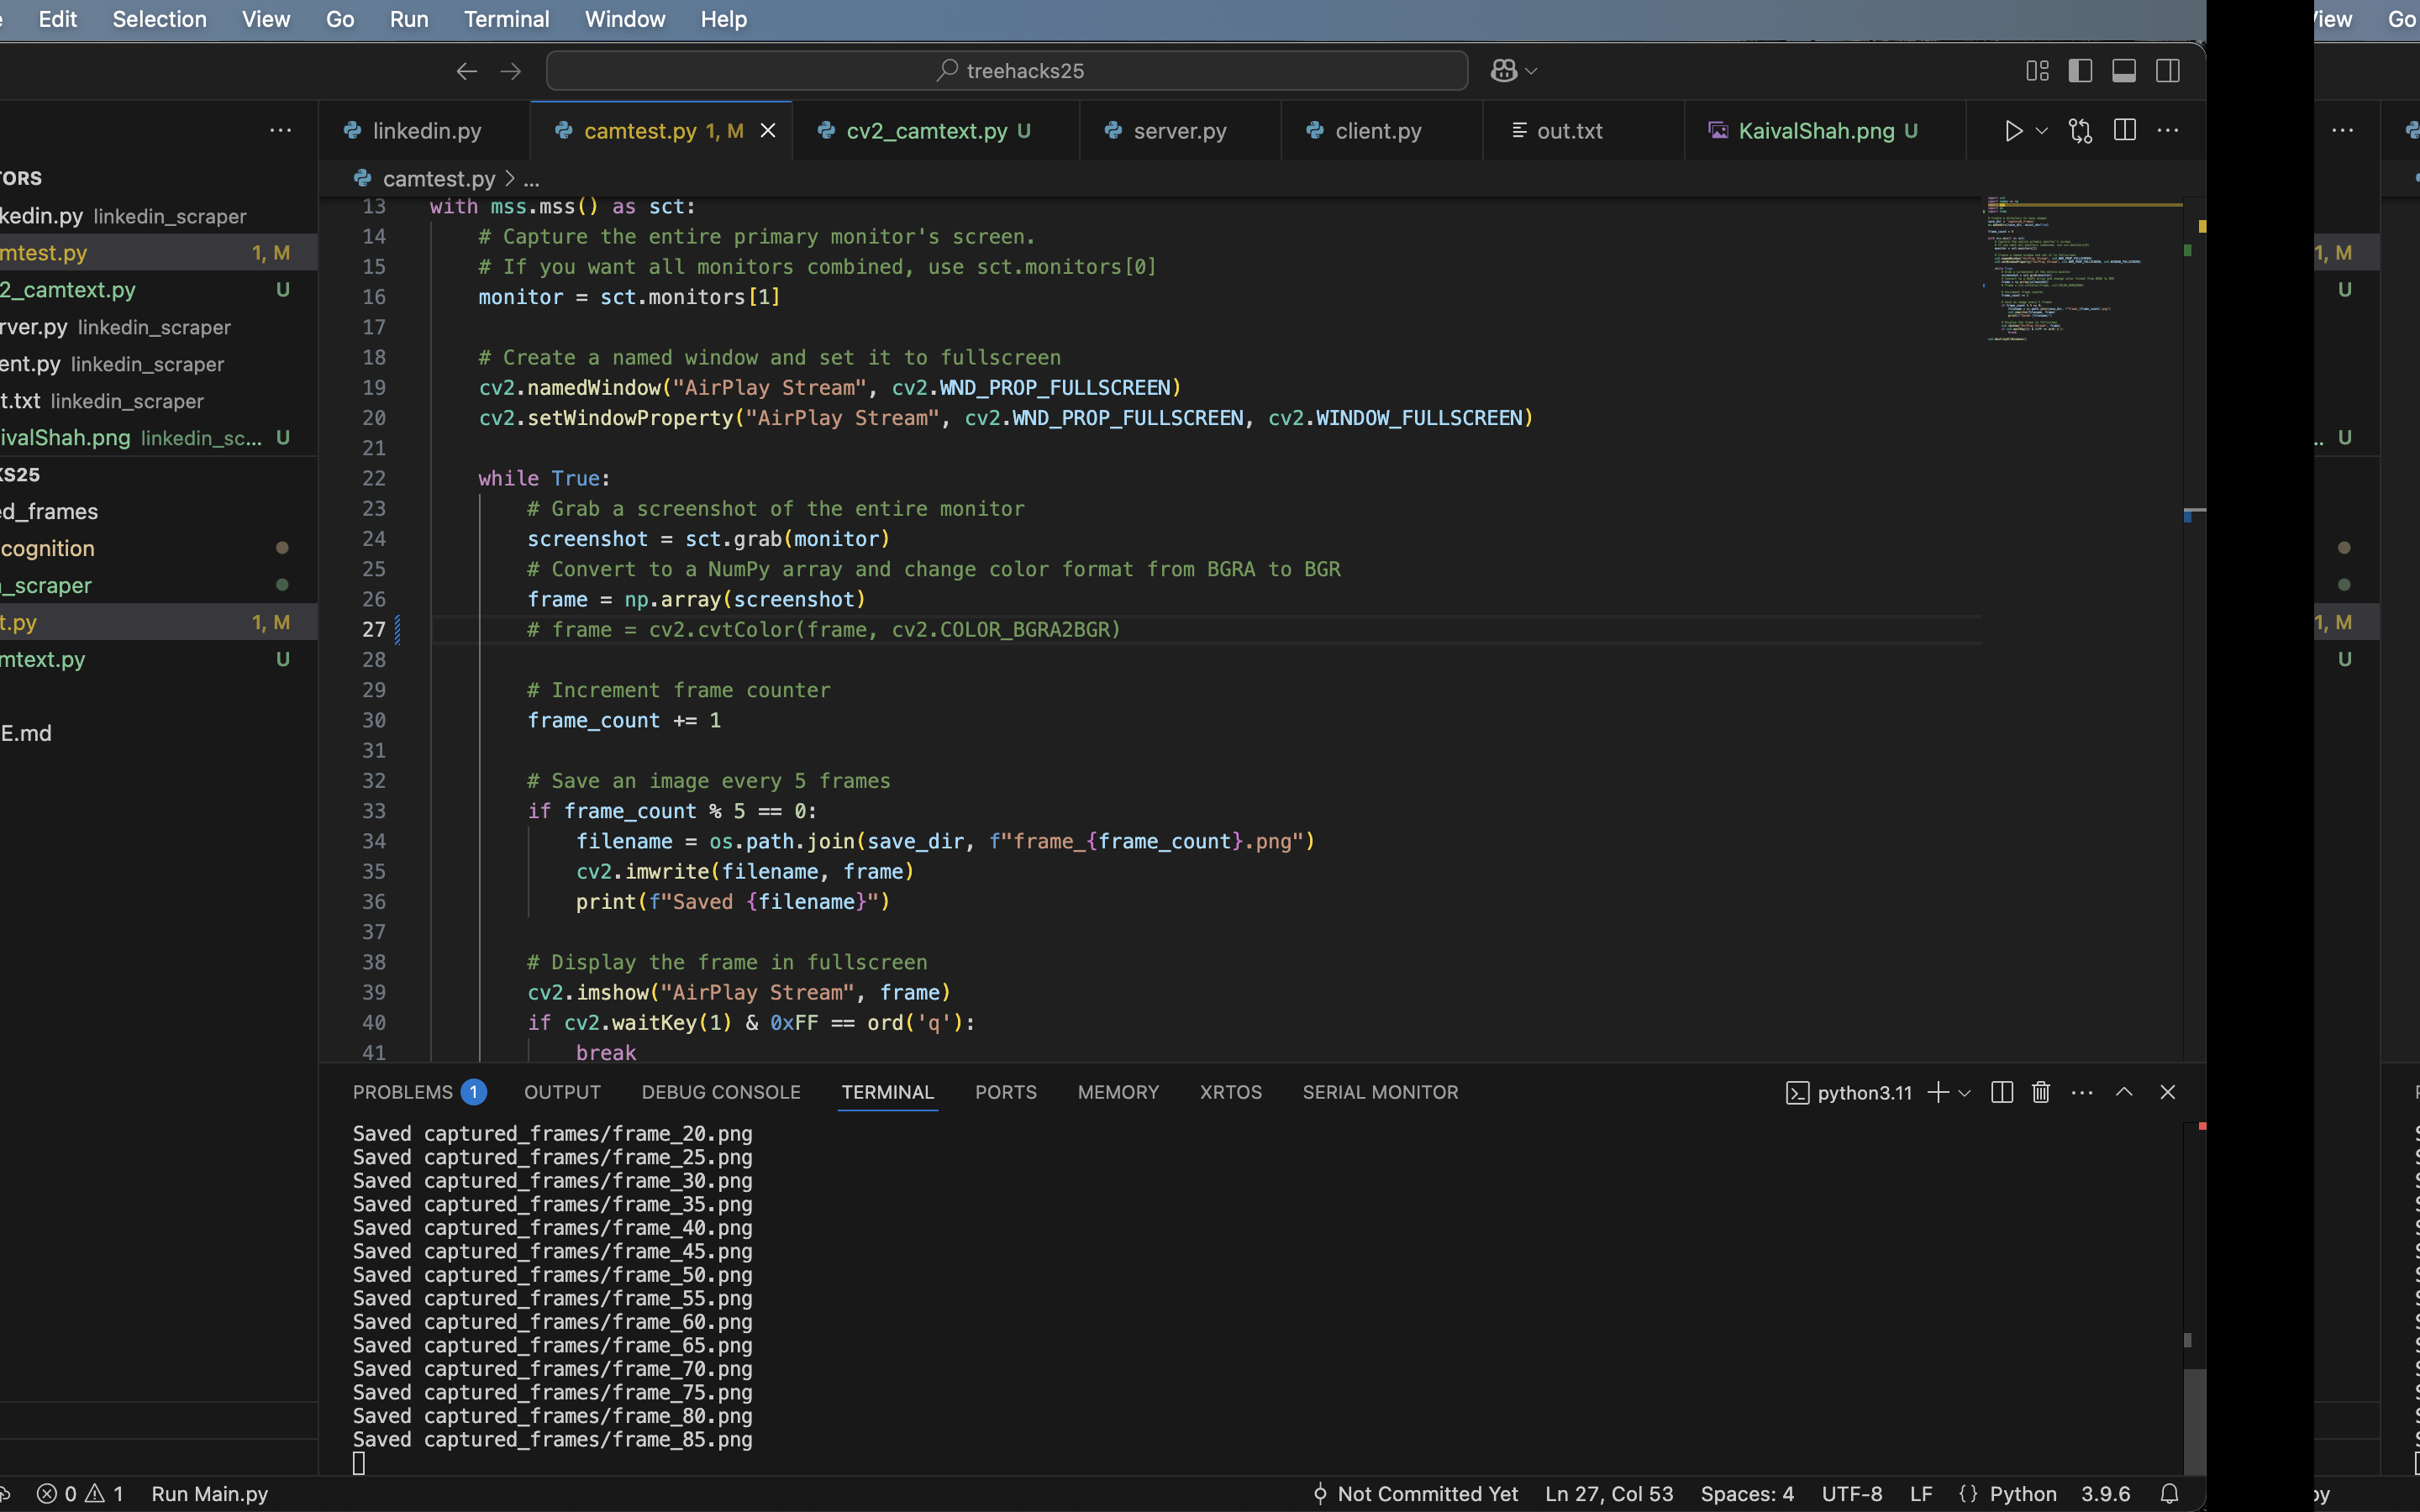 Edit Selection View Go Run Terminal Window Help
View Go
treehacks25
linkedin.py camtest.py 1, M cv2_camtext.py U server.py client.py out.txt KaivalShah.png U
camtest.py > ...
ORS
kedin.py linkedin_scraper
mtest.py 1, M
2_camtext.py U
rver.py linkedin_scraper
ent.py linkedin_scraper
t.txt linkedin_scraper
ivalShah.png linkedin_sc... U
KS25
ed_frames
cognition
_scraper
t.py 1, M
mtext.py U
E.md
13 with mss.mss() as sct:
14 # Capture the entire primary monitor's screen.
15 # If you want all monitors combined, use sct.monitors[0]
16 monitor = sct.monitors[1]
17
18 # Create a named window and set it to fullscreen
19 cv2.namedWindow("AirPlay Stream", cv2.WND_PROP_FULLSCREEN)
20 cv2.setWindowProperty("AirPlay Stream", cv2.WND_PROP_FULLSCREEN, cv2.WINDOW_FULLSCREEN)
21
22 while True:
23 # Grab a screenshot of the entire monitor
24 screenshot = sct.grab(monitor)
25 # Convert to a NumPy array and change color format from BGRA to BGR
26 frame = np.array(screenshot)
27 # frame = cv2.cvtColor(frame, cv2.COLOR_BGRA2BGR)
28
29 # Increment frame counter
30 frame_count += 1
31
32 # Save an image every 5 frames
33 if frame_count % 5 == 0:
34 filename = os.path.join(save_dir, f"frame_{frame_count}.png")
35 cv2.imwrite(filename, frame)
36 print(f"Saved {filename}")
37
38 # Display the frame in fullscreen
39 cv2.imshow("AirPlay Stream", frame)
40 if cv2.waitKey(1) & 0xFF == ord('q'):
41 break
1, M
U
.. U
1, M
U
PROBLEMS 1 OUTPUT DEBUG CONSOLE TERMINAL PORTS MEMORY XRTOS SERIAL MONITOR python3.11
Saved captured_frames/frame_20.png
Saved captured_frames/frame_25.png
Saved captured_frames/frame_30.png
Saved captured_frames/frame_35.png
Saved captured_frames/frame_40.png
Saved captured_frames/frame_45.png
Saved captured_frames/frame_50.png
Saved captured_frames/frame_55.png
Saved captured_frames/frame_60.png
Saved captured_frames/frame_65.png
Saved captured_frames/frame_70.png
Saved captured_frames/frame_75.png
Saved captured_frames/frame_80.png
Saved captured_frames/frame_85.png
0 1 Run Main.py Not Committed Yet Ln 27, Col 53 Spaces: 4 UTF-8 LF {} Python 3.9.6
py